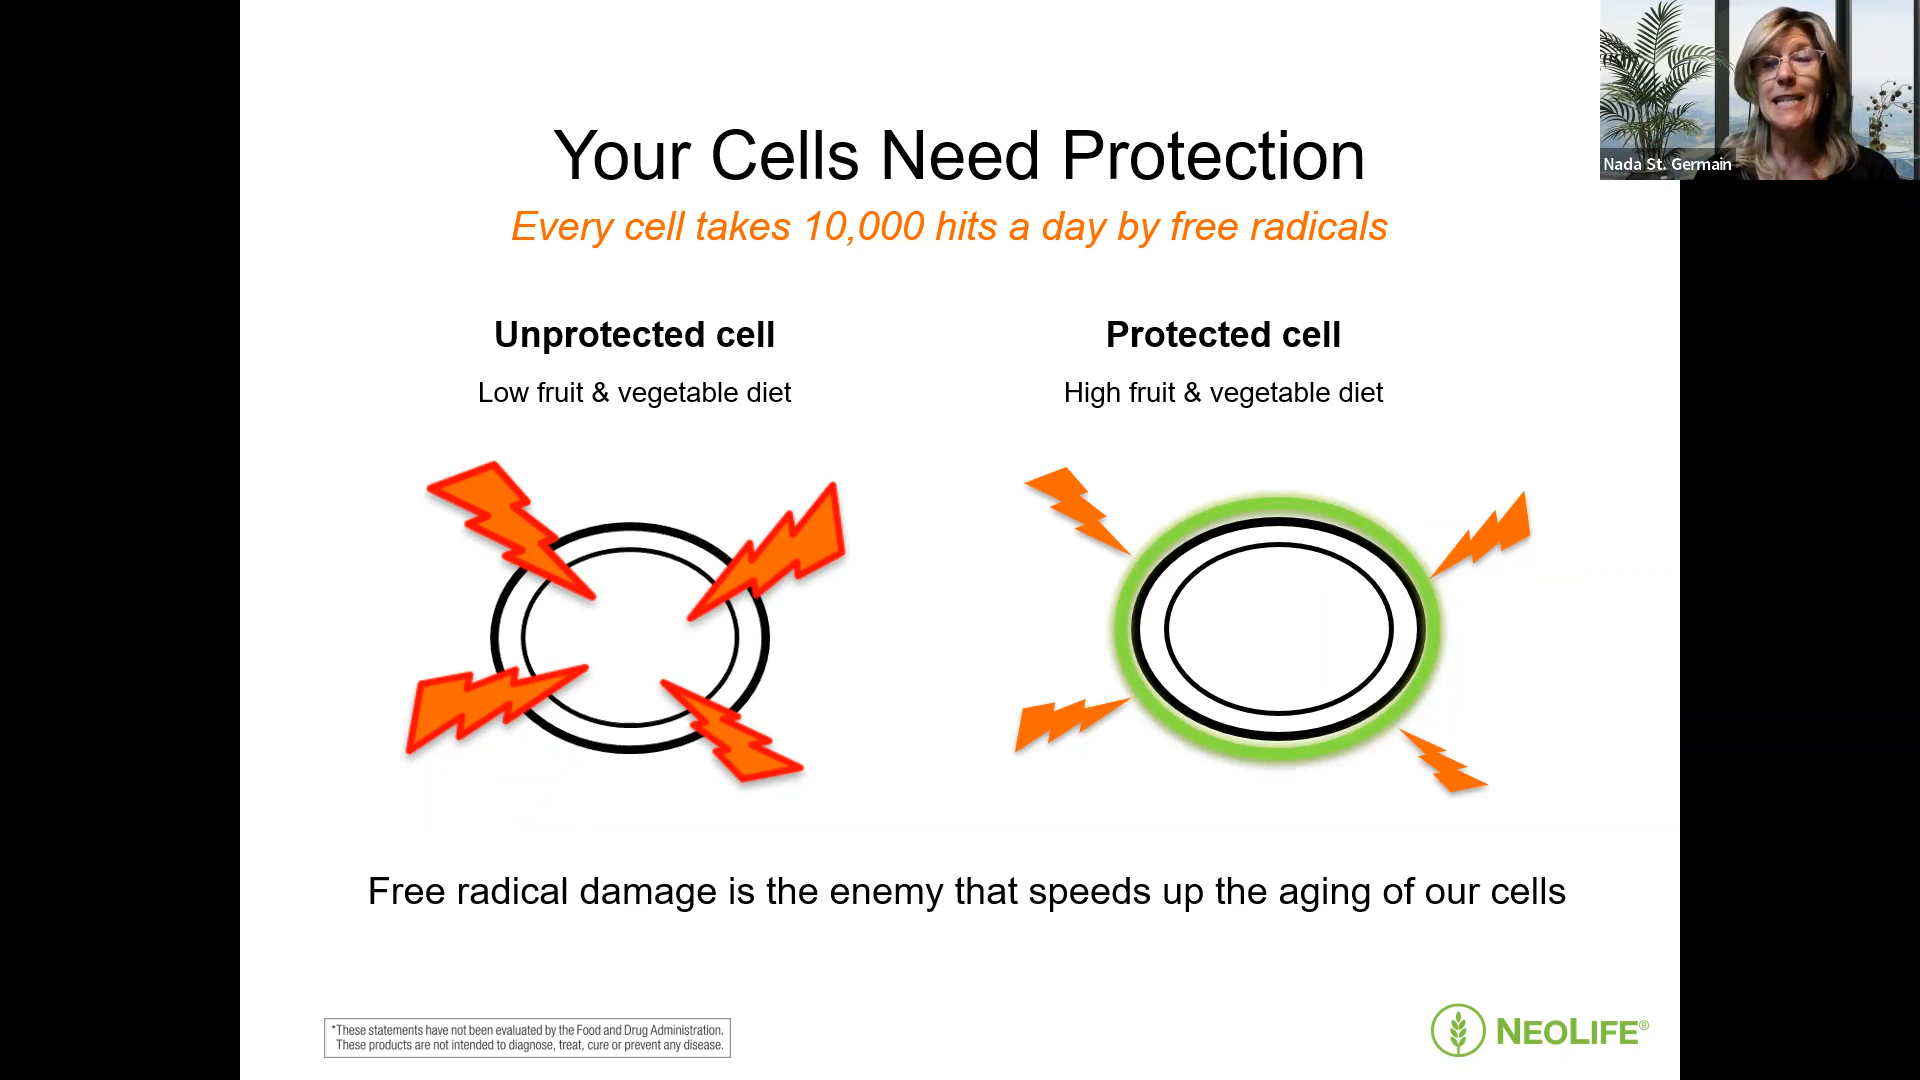 Nada St. Germain
Your Cells Need Protection
Every cell takes 10,000 hits a day by free radicals
Unprotected cell
Low fruit & vegetable diet
Protected cell
High fruit & vegetable diet
Free radical damage is the enemy that speeds up the aging of our cells
*These statements have not been evaluated by the Food and Drug Administration.
These products are not intended to diagnose, treat, cure or prevent any disease.
NEOLIFE®